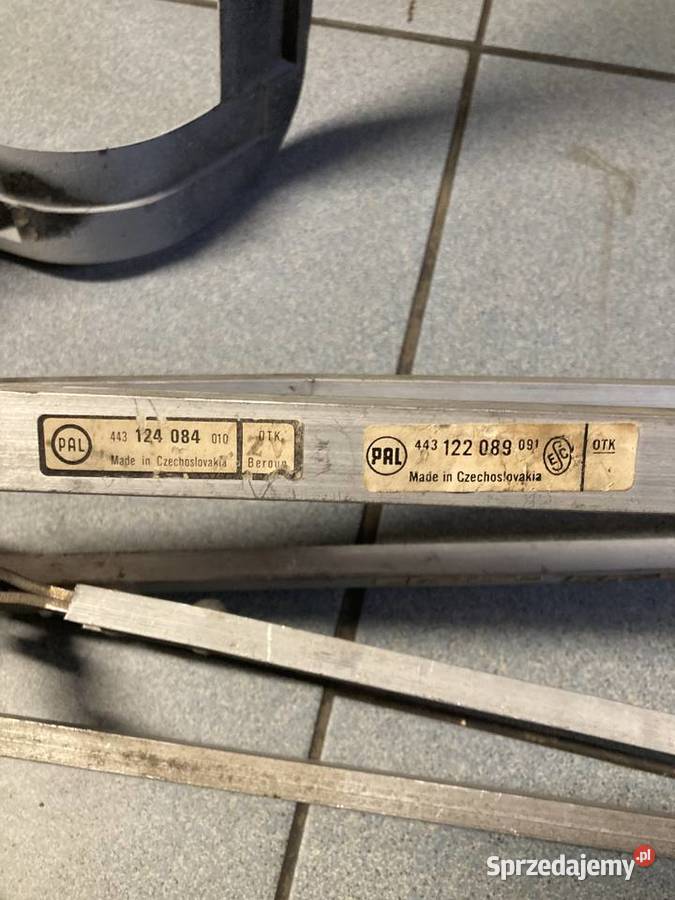 PAL
443 124 084 010
Made in Czechoslovakia
OTK
Beroun
PAL
443 122 089 091
ESC
OTK
Made in Czechoslovakia
Sprzedajemy.pl